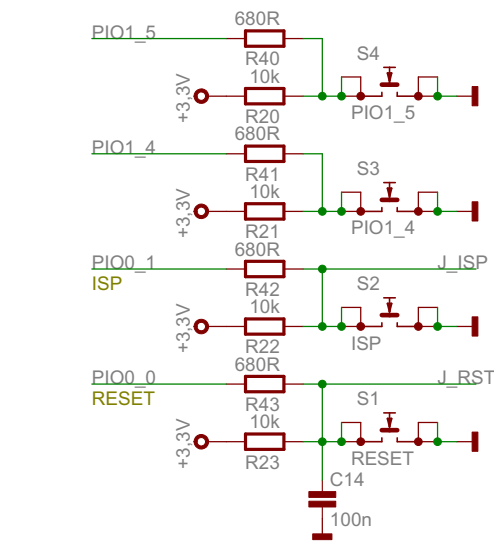 680R
PIO1_5
R40
S4
10k
+3,3V
R20
PIO1_5
680R
PIO1_4
R41
S3
10k
+3,3V
R21
PIO1_4
680R
PIO0_1
J_ISP
ISP
R42
S2
10k
+3,3V
R22
ISP
680R
PIO0_0
J_RST
RESET
R43
S1
10k
+3,3V
R23
RESET
C14
100n